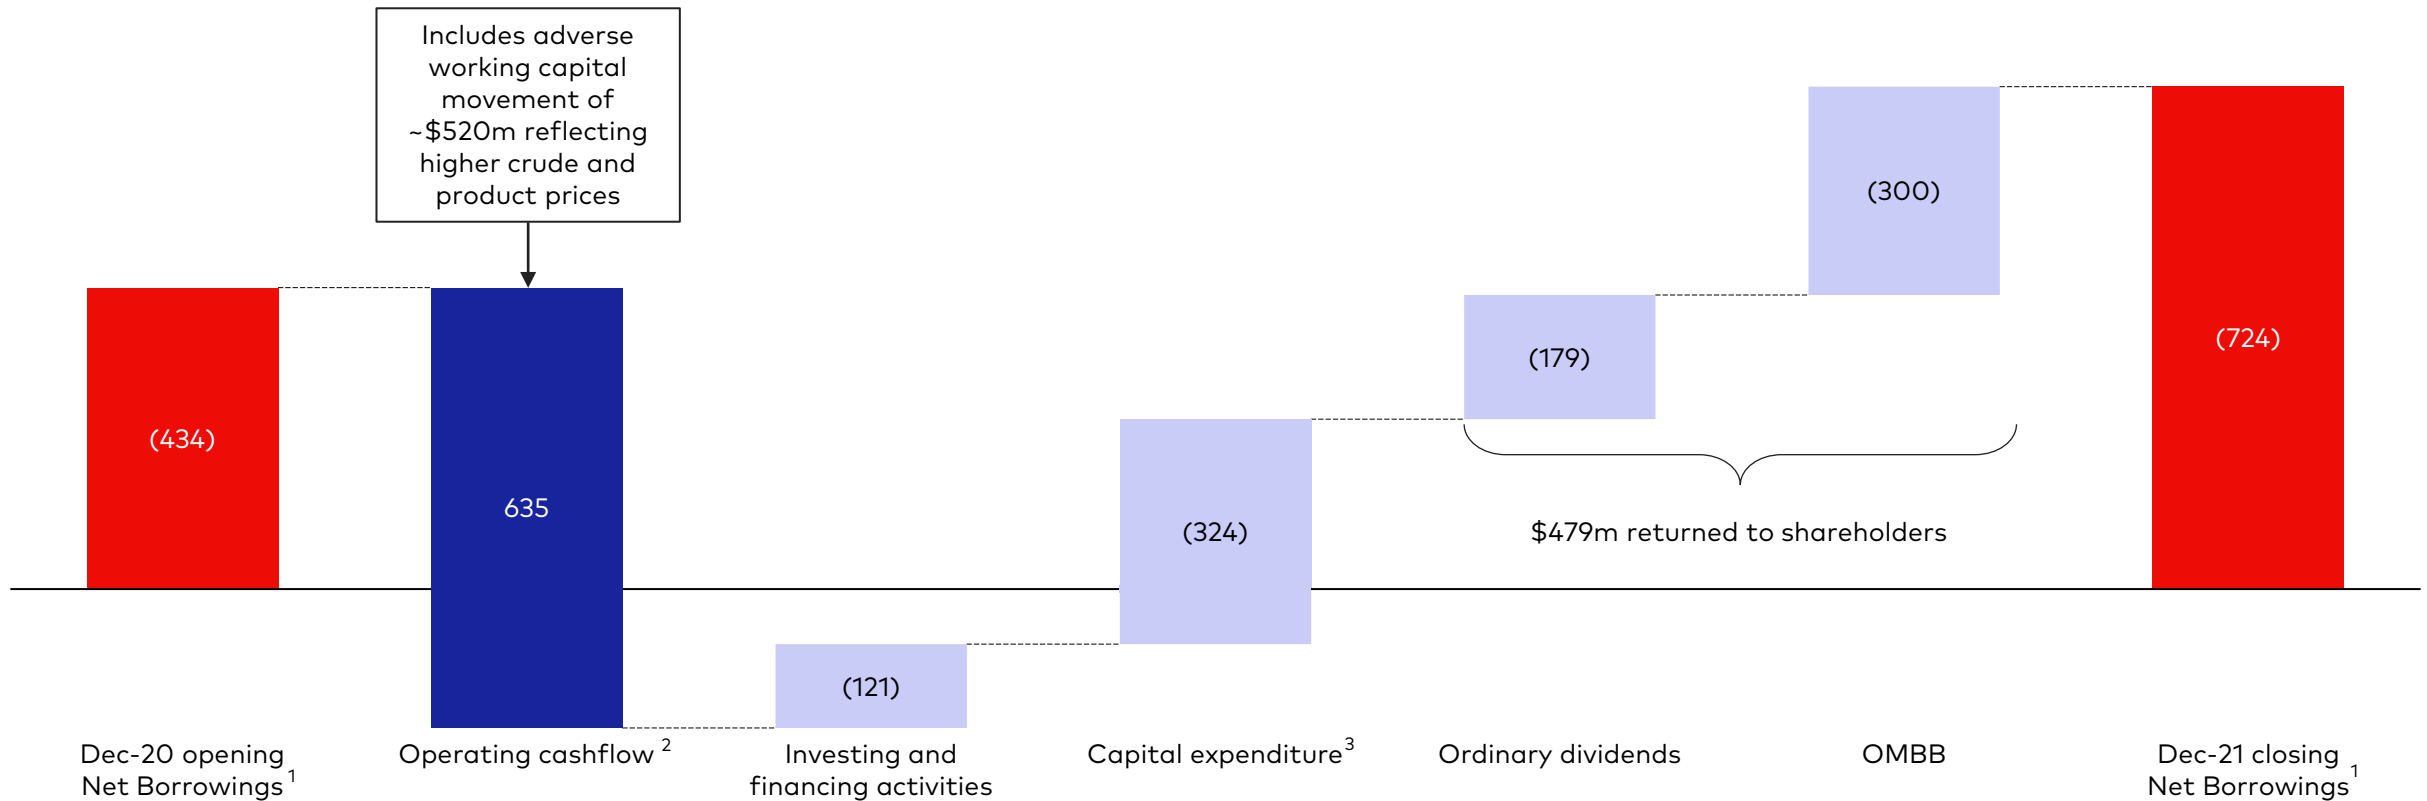 Includes adverse
working capital
movement of
~$520m reflecting
higher crude and
product prices
(434)
635
(121)
(324)
(179)
(300)
(724)
$479m returned to shareholders
Dec-20 opening
Net Borrowings 1
Operating cashflow 2
Investing and
financing activities
Capital expenditure 3
Ordinary dividends
OMBB
Dec-21 closing
Net Borrowings 1